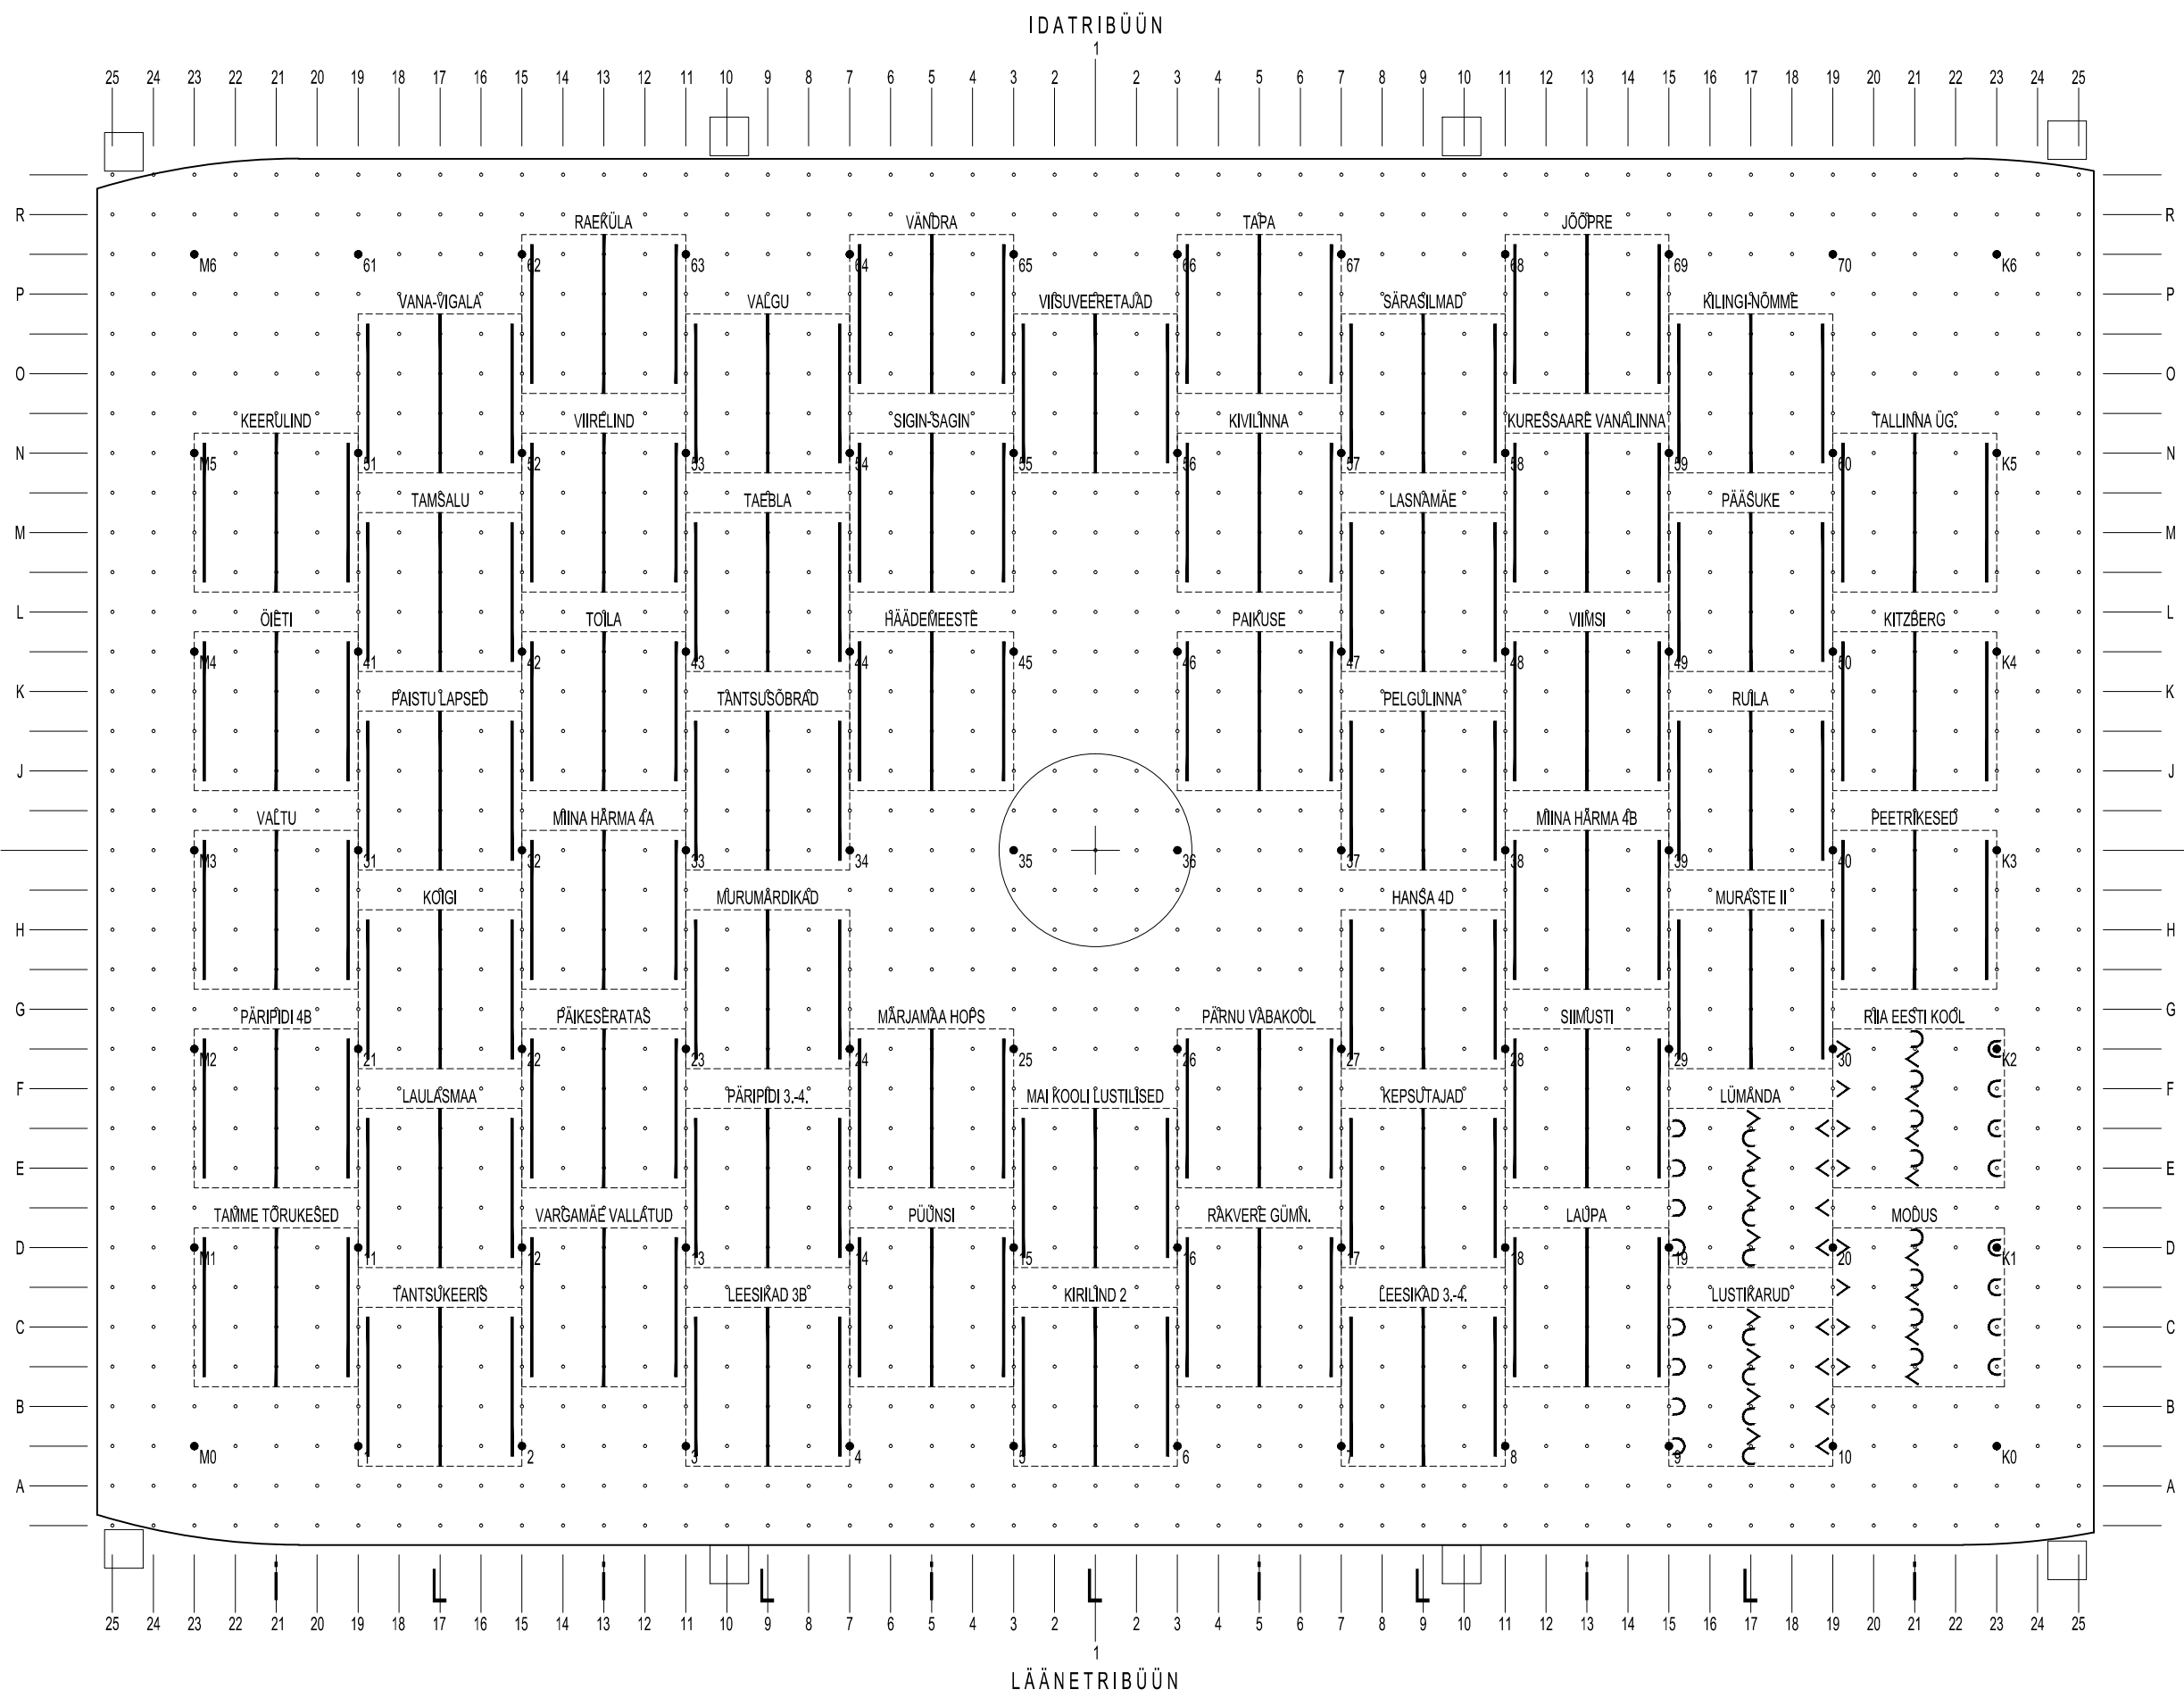 IDATRIBÜÜN
1
25 24 23 22 21 20 19 18 17 16 15 14 13 12 11 10 9 8 7 6 5 4 3 2 2 3 4 5 6 7 8 9 10 11 12 13 14 15 16 17 18 19 20 21 22 23 24 25
R R
RAEKÜLA VÄNDRA TAPA JÕÕPRE
M6 61 62 63 64 65 66 67 68 69 70 K6
P P
VANA-VIGALA VALGU VIISUVEERETAJAD SÄRASILMAD KILINGI-NÕMME
O O
KEERULIND VIIRELIND SIGIN-SAGIN KIVILINNA KURESSAARE VANALINNA TALLINNA ÜG.
N N
M5 51 52 53 54 55 56 57 58 59 60 K5
TAMSALU TAEBLA LASNAMÄE PÄÄSUKE
M M
L L
ÕIETI TOILA HÄÄDEMEESTE PAIKUSE VIIMSI KITZBERG
M4 41 42 43 44 45 46 47 48 49 50 K4
K K
PAISTU LAPSED TANTSUSÕBRAD PELGULINNA RUILA
J J
VALTU MIINA HÄRMA 4A MIINA HÄRMA 4B PEETRIKESED
M3 31 32 33 34 35 36 37 38 39 40 K3
KOIGI MURUMARDIKAD HANSA 4D MURASTE II
H H
G G
PÄRIPIDI 4B PÄIKESERATAS MÄRJAMAA HOPS PÄRNU VABAKOOL SIIMUSTI RIIA EESTI KOOL
M2 21 22 23 24 25 26 27 28 29 30 K2
F F
LAULASMAA PÄRIPIDI 3.-4. MAI KOOLI LUSTILISED KEPSUTAJAD LÜMANDA
E E
TAMME TÕRUKESED VARGAMÄE VALLATUD PÜÜNSI RAKVERE GÜMN. LAUPA MODUS
D D
M1 11 12 13 14 15 16 17 18 19 20 K1
TANTSUKEERIS LEESIKAD 3B KIRILIND 2 LEESIKAD 3.-4. LUSTIKARUD
C C
B B
M0 1 2 3 4 5 6 7 8 9 10 K0
A A
i L i L i L i L i L i
25 24 23 22 21 20 19 18 17 16 15 14 13 12 11 10 9 8 7 6 5 4 3 2 2 3 4 5 6 7 8 9 10 11 12 13 14 15 16 17 18 19 20 21 22 23 24 25
1
LÄÄNETRIBÜÜN